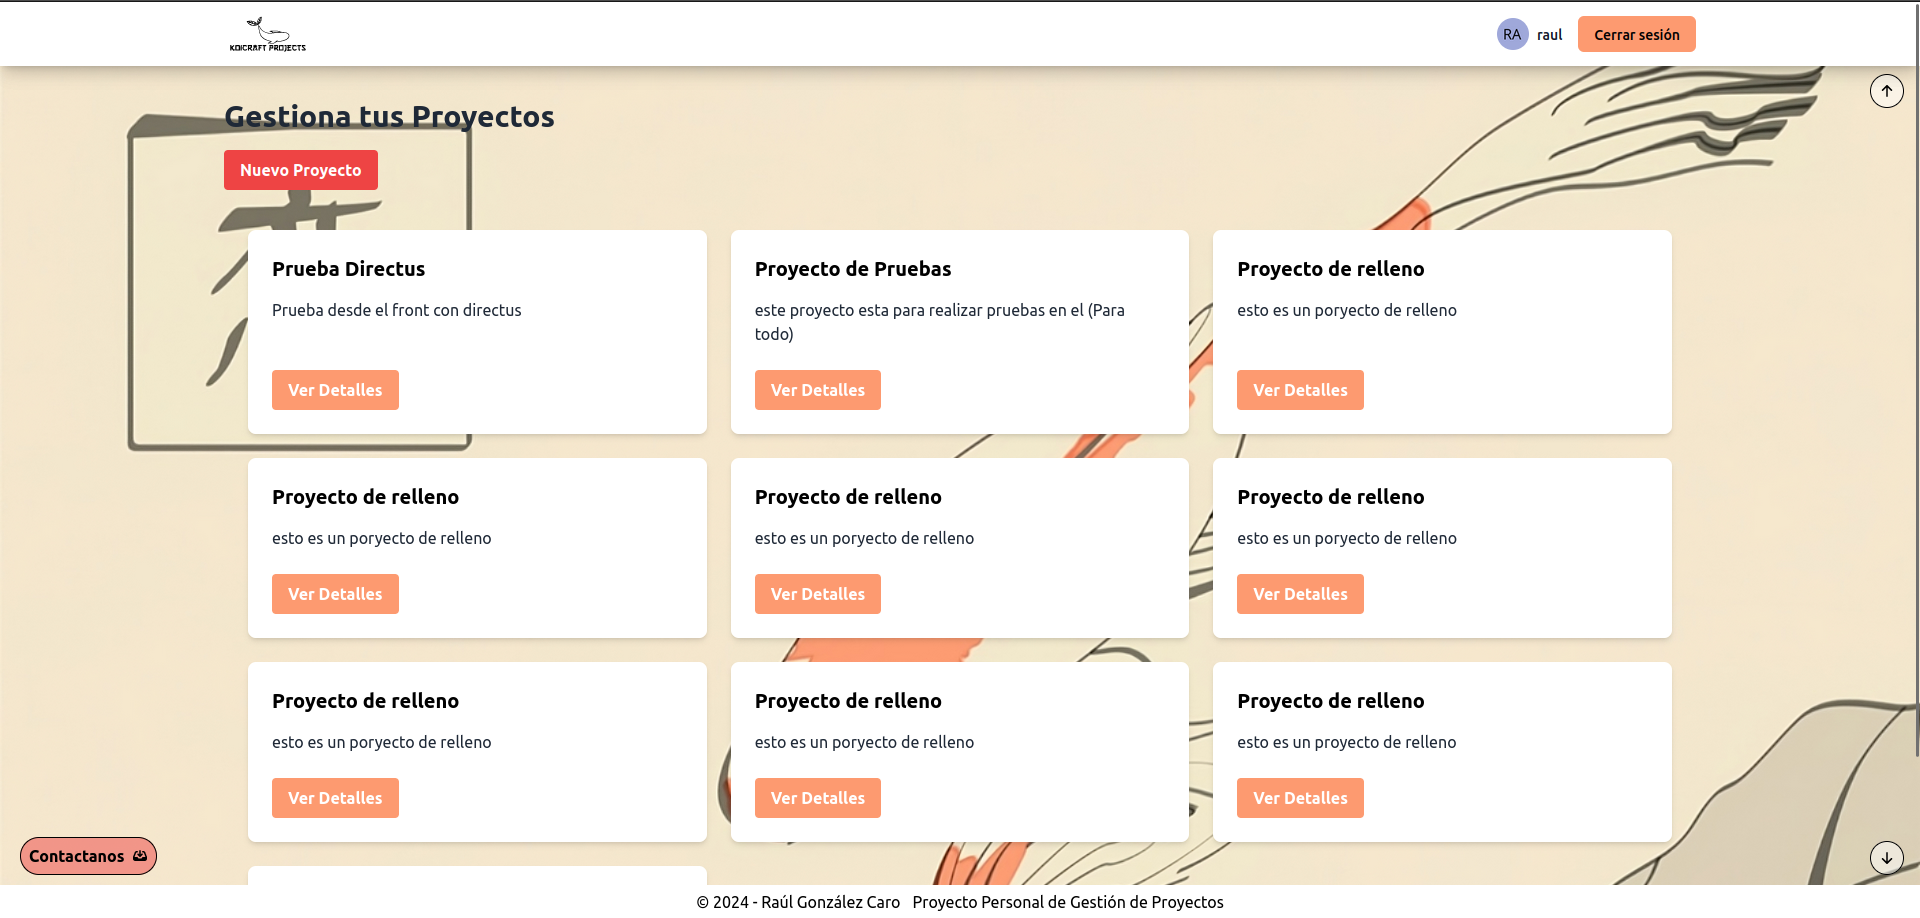 KOICRAFT PROJECTS
RA raul Cerrar sesión
Gestiona tus Proyectos
Nuevo Proyecto
Prueba Directus
Prueba desde el front con directus
Ver Detalles
Proyecto de Pruebas
este proyecto esta para realizar pruebas en el (Para
todo)
Ver Detalles
Proyecto de relleno
esto es un poryecto de relleno
Ver Detalles
Proyecto de relleno
esto es un poryecto de relleno
Ver Detalles
Proyecto de relleno
esto es un poryecto de relleno
Ver Detalles
Proyecto de relleno
esto es un poryecto de relleno
Ver Detalles
Proyecto de relleno
esto es un poryecto de relleno
Ver Detalles
Proyecto de relleno
esto es un poryecto de relleno
Ver Detalles
Proyecto de relleno
esto es un proyecto de relleno
Ver Detalles
Contactanos
© 2024 - Raúl González Caro Proyecto Personal de Gestión de Proyectos